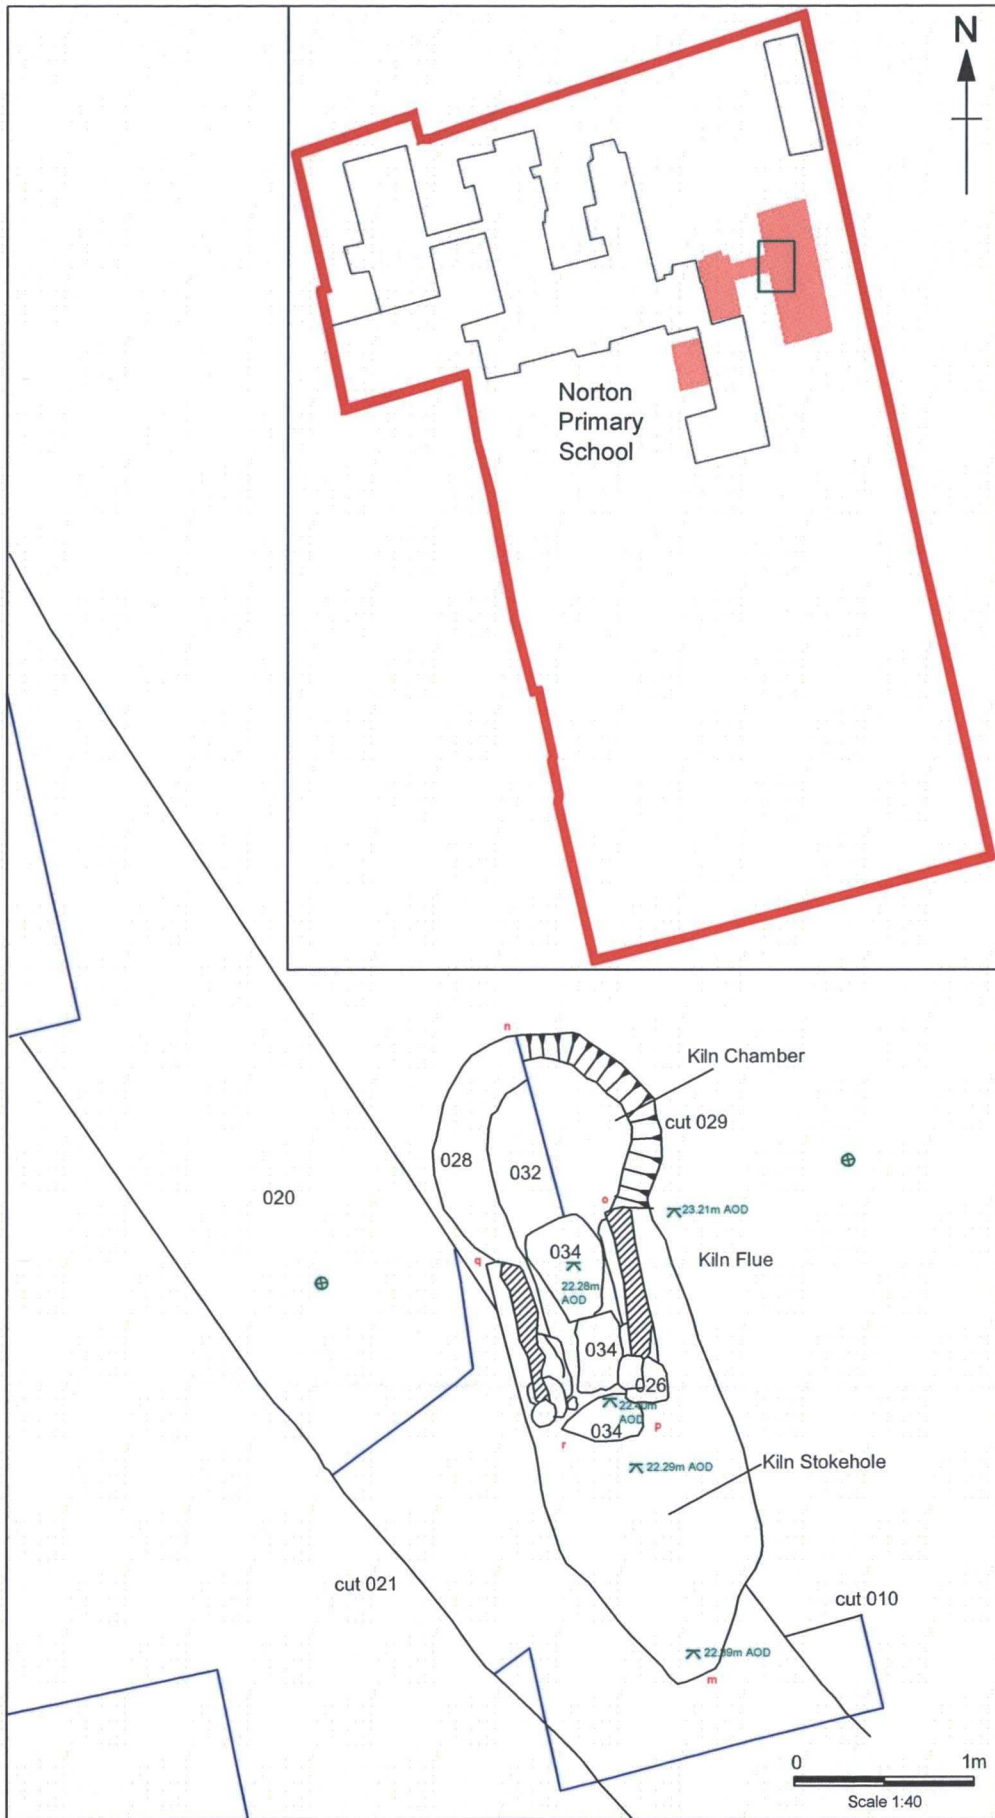 N
Norton
Primary
School
n
Kiln Chamber
cut 029
028
032
020
o
23.21m AOD
034
q
Kiln Flue
22.28m
AOD
034
026
AOD
034
p
r
22.29m AOD
Kiln Stokehole
cut 021
cut 010
AOD
m
0
1m
Scale 1:40